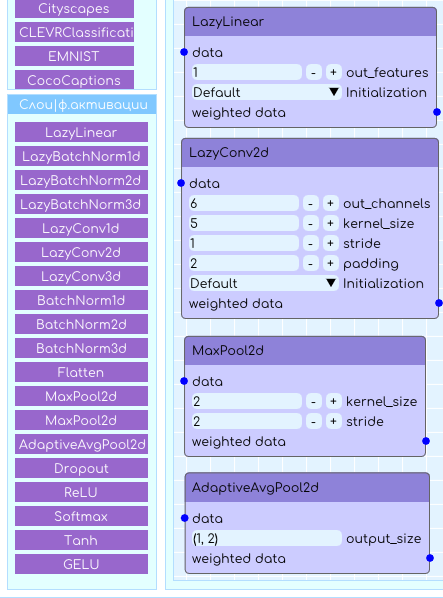 Cityscapes
CLEVRClassificati
EMNIST
CocoCaptions
Слои|ф.активации
LazyLinear
LazyBatchNorm1d
LazyBatchNorm2d
LazyBatchNorm3d
LazyConv1d
LazyConv2d
LazyConv3d
BatchNorm1d
BatchNorm2d
BatchNorm3d
Flatten
MaxPool2d
MaxPool2d
AdaptiveAvgPool2d
Dropout
ReLU
Softmax
Tanh
GELU
LazyLinear
data
1 - + out_features
Default ▼ Initialization
weighted data
LazyConv2d
data
6 - + out_channels
5 - + kernel_size
1 - + stride
2 - + padding
Default ▼ Initialization
weighted data
MaxPool2d
data
2 - + kernel_size
2 - + stride
weighted data
AdaptiveAvgPool2d
data
(1, 2) output_size
weighted data